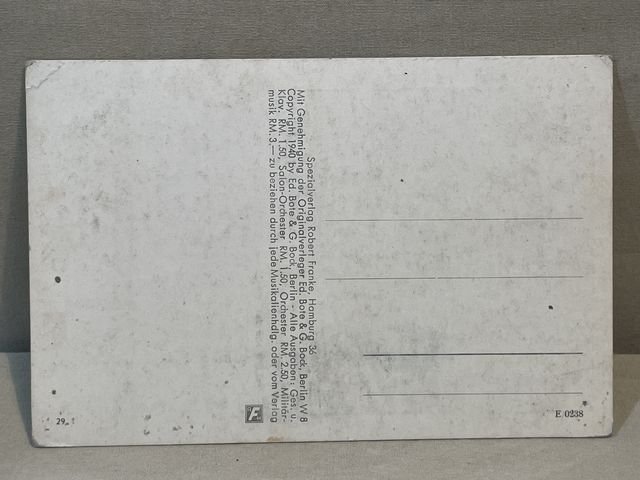 Spezialverlag Robert Franke, Hamburg 36
Mit Genehmigung der Originalverleger Ed. Bote & G. Bock, Berlin W 8
Copyright 1940 by Ed. Bote & G. Bock, Berlin - Alle Ausgaben: Ges. u.
Klav. RM. 1,50, Salon-Orchester RM. 1,50, Orchester RM. 2.50, Militär-
musik RM. 3,— zu beziehen durch jede Musikalienhdlg. oder vom Verlag
F
29
E 0238